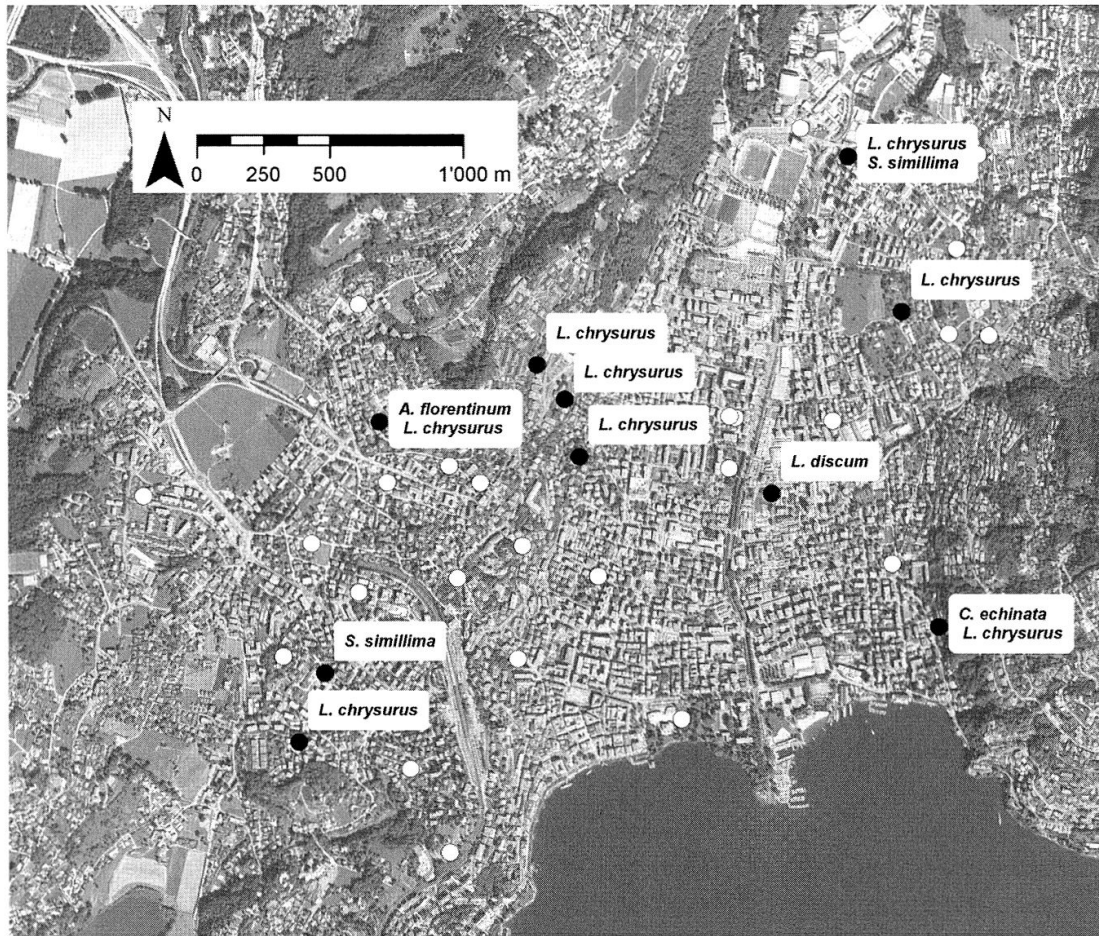 N
0 250 500 1'000 m
L. chrysurus
S. simillima
L. chrysurus
L. chrysurus
L. chrysurus
A. florentinum
L. chrysurus
L. chrysurus
L. discum
C. echinata
L. chrysurus
S. simillima
L. chrysurus